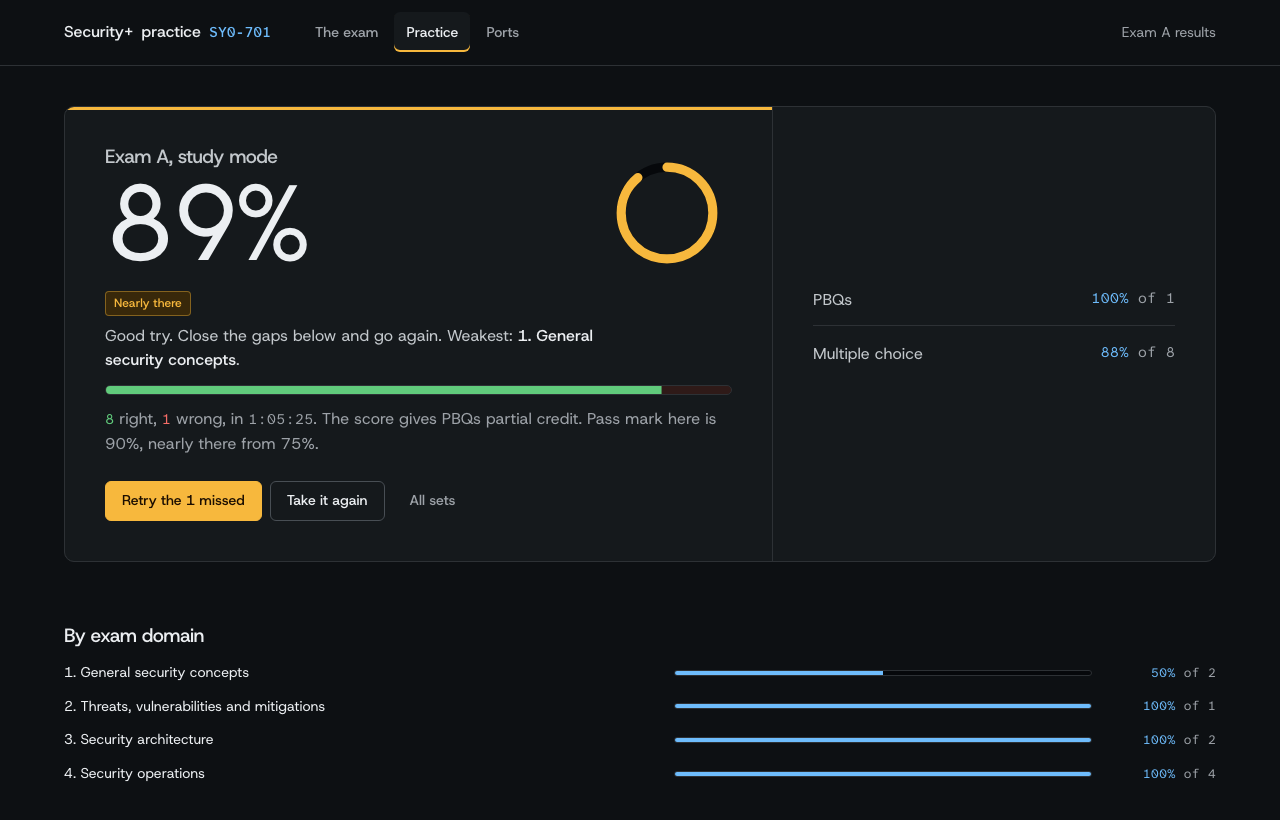 Security+ practice SY0-701 The exam Practice Ports Exam A results
Exam A, study mode
89%
Nearly there
Good try. Close the gaps below and go again. Weakest: 1. General
security concepts.
8 right, 1 wrong, in 1:05:25. The score gives PBQs partial credit. Pass mark here is
90%, nearly there from 75%.
Retry the 1 missed Take it again All sets
PBQs 100% of 1
Multiple choice 88% of 8
By exam domain
1. General security concepts 50% of 2
2. Threats, vulnerabilities and mitigations 100% of 1
3. Security architecture 100% of 2
4. Security operations 100% of 4